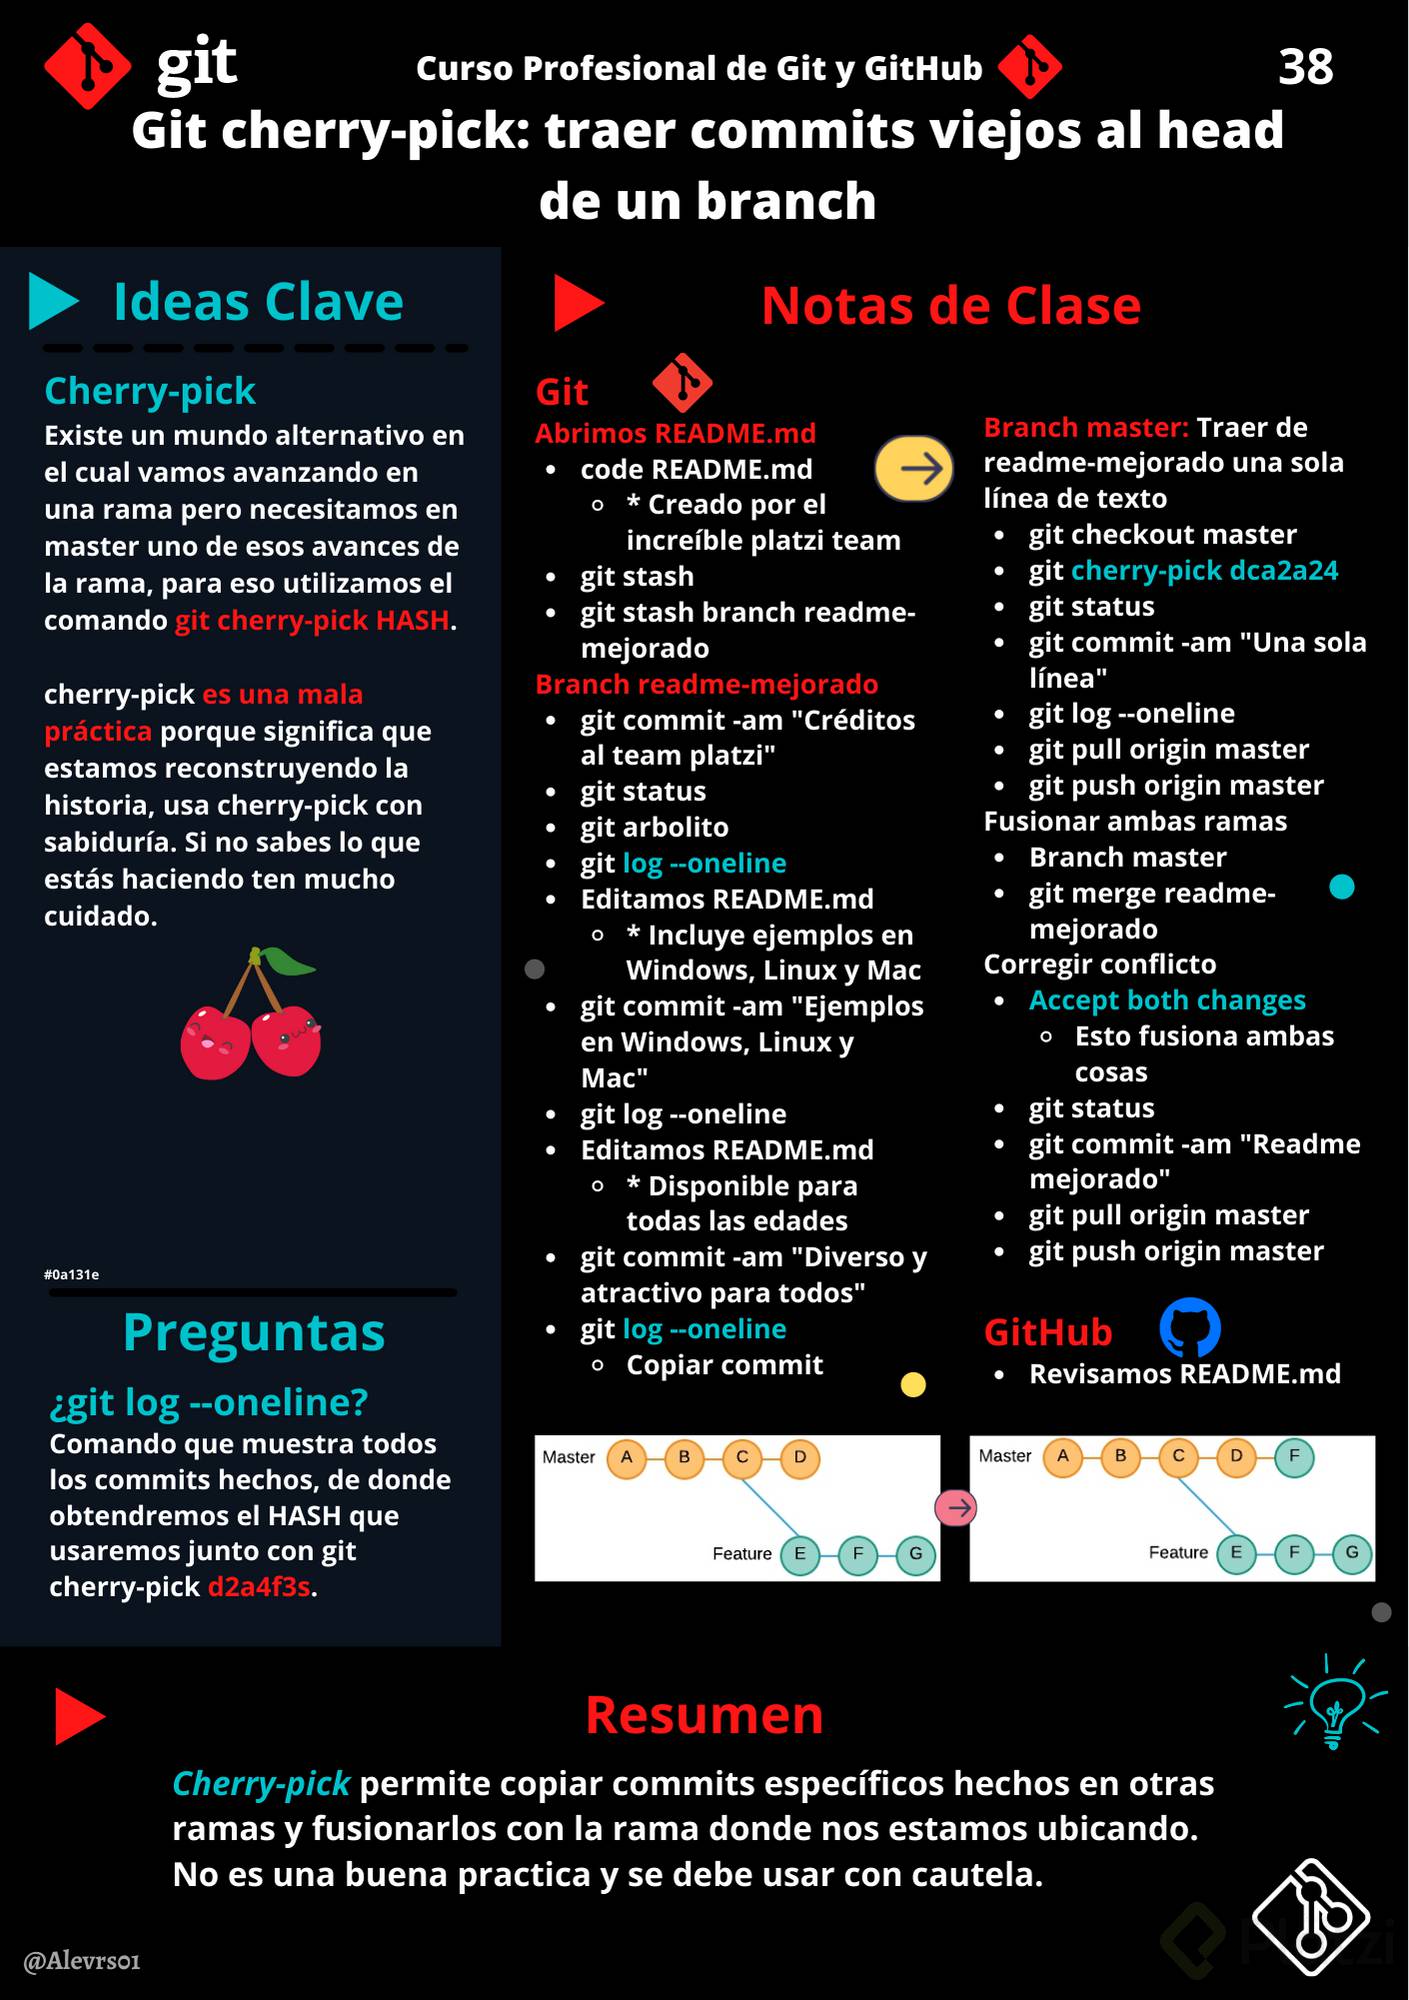 git
Curso Profesional de Git y GitHub
38
Git cherry-pick: traer commits viejos al head
de un branch
Ideas Clave
Cherry-pick
Existe un mundo alternativo en
el cual vamos avanzando en
una rama pero necesitamos en
master uno de esos avances de
la rama, para eso utilizamos el
comando git cherry-pick HASH.
cherry-pick es una mala
práctica porque significa que
estamos reconstruyendo la
historia, usa cherry-pick con
sabiduría. Si no sabes lo que
estás haciendo ten mucho
cuidado.
#0a131e
Preguntas
¿git log --oneline?
Comando que muestra todos
los commits hechos, de donde
obtendremos el HASH que
usaremos junto con git
cherry-pick d2a4f3s.
Notas de Clase
Git
Abrimos README.md
• code README.md
◦ * Creado por el
increíble platzi team
• git stash
• git stash branch readme-
mejorado
Branch readme-mejorado
• git commit -am "Créditos
al team platzi"
• git status
• git arbolito
• git log --oneline
• Editamos README.md
◦ * Incluye ejemplos en
Windows, Linux y Mac
• git commit -am "Ejemplos
en Windows, Linux y
Mac"
• git log --oneline
• Editamos README.md
◦ * Disponible para
todas las edades
• git commit -am "Diverso y
atractivo para todos"
• git log --oneline
◦ Copiar commit
Branch master: Traer de
readme-mejorado una sola
línea de texto
• git checkout master
• git cherry-pick dca2a24
• git status
• git commit -am "Una sola
línea"
• git log --oneline
• git pull origin master
• git push origin master
Fusionar ambas ramas
• Branch master
• git merge readme-
mejorado
Corregir conflicto
• Accept both changes
◦ Esto fusiona ambas
cosas
• git status
• git commit -am "Readme
mejorado"
• git pull origin master
• git push origin master
GitHub
• Revisamos README.md
Master A B C D
Feature E F G
Master A B C D F
Feature E F G
Resumen
Cherry-pick permite copiar commits específicos hechos en otras
ramas y fusionarlos con la rama donde nos estamos ubicando.
No es una buena practica y se debe usar con cautela.
@Alevrs01